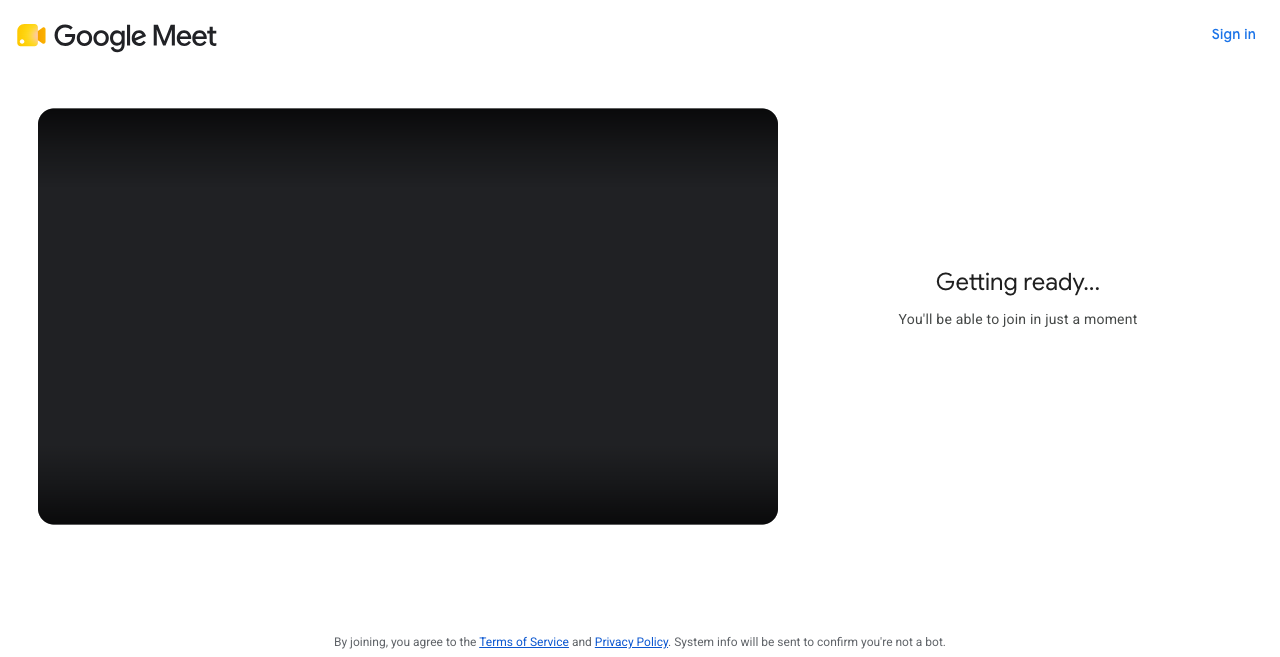 Google Meet
Sign in
Getting ready...
You'll be able to join in just a moment
By joining, you agree to the Terms of Service and Privacy Policy. System info will be sent to confirm you're not a bot.